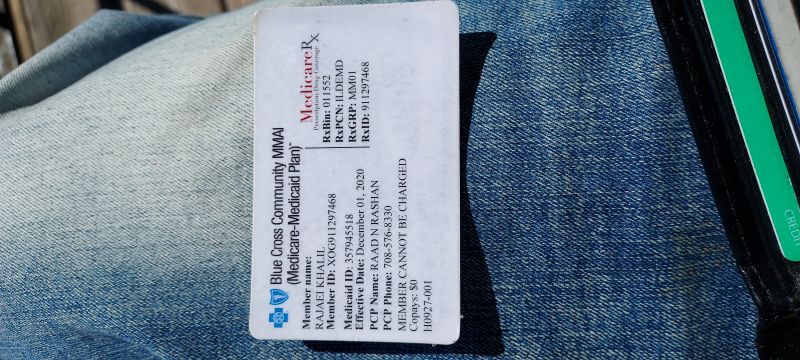 Blue Cross Community MMAI
(Medicare-Medicaid Plan)™
Member name:
RAJAEI KHALIL
Member ID: XOG911297468
Medicaid ID: 357945518
Effective Date: December 01, 2020
PCP Name: RAAD N RASHAN
PCP Phone: 708-576-8330
MEMBER CANNOT BE CHARGED
Copays: $0
H0927-001
MedicareRx
Prescription Drug Coverage
RxBin: 011552
RxPCN: ILDEMD
RxGRP: MM01
RxID: 911297468
CREDIT